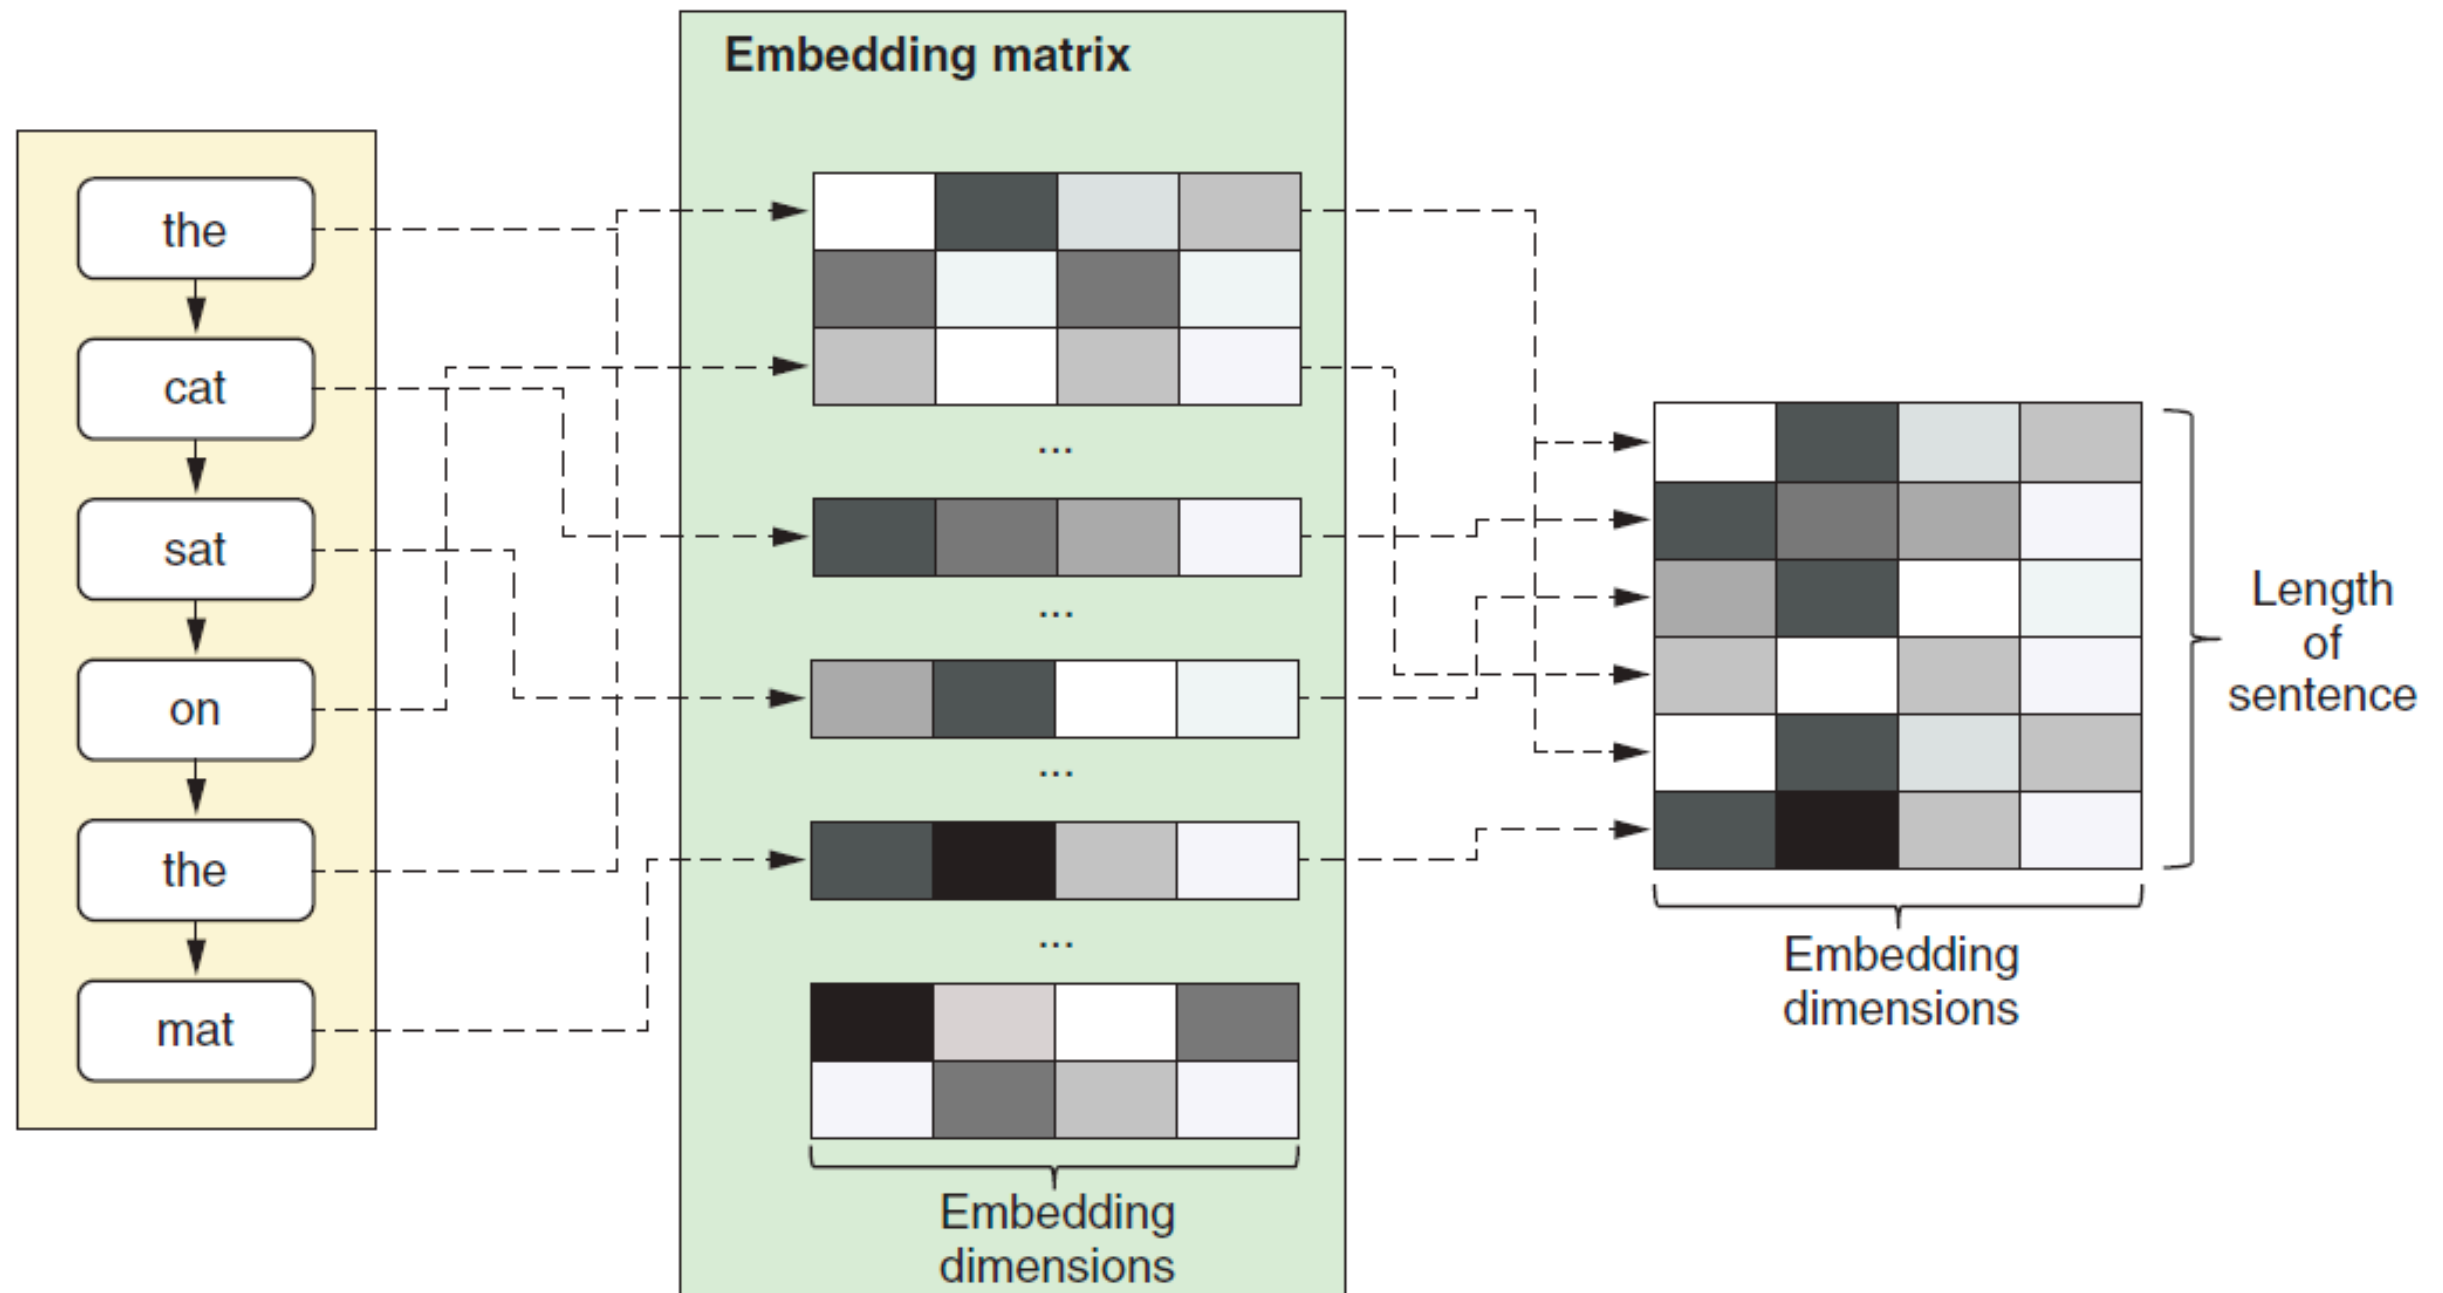 Embedding matrix
the
cat
sat
on
the
mat
...
...
...
...
Embedding
dimensions
Length
of
sentence
Embedding
dimensions